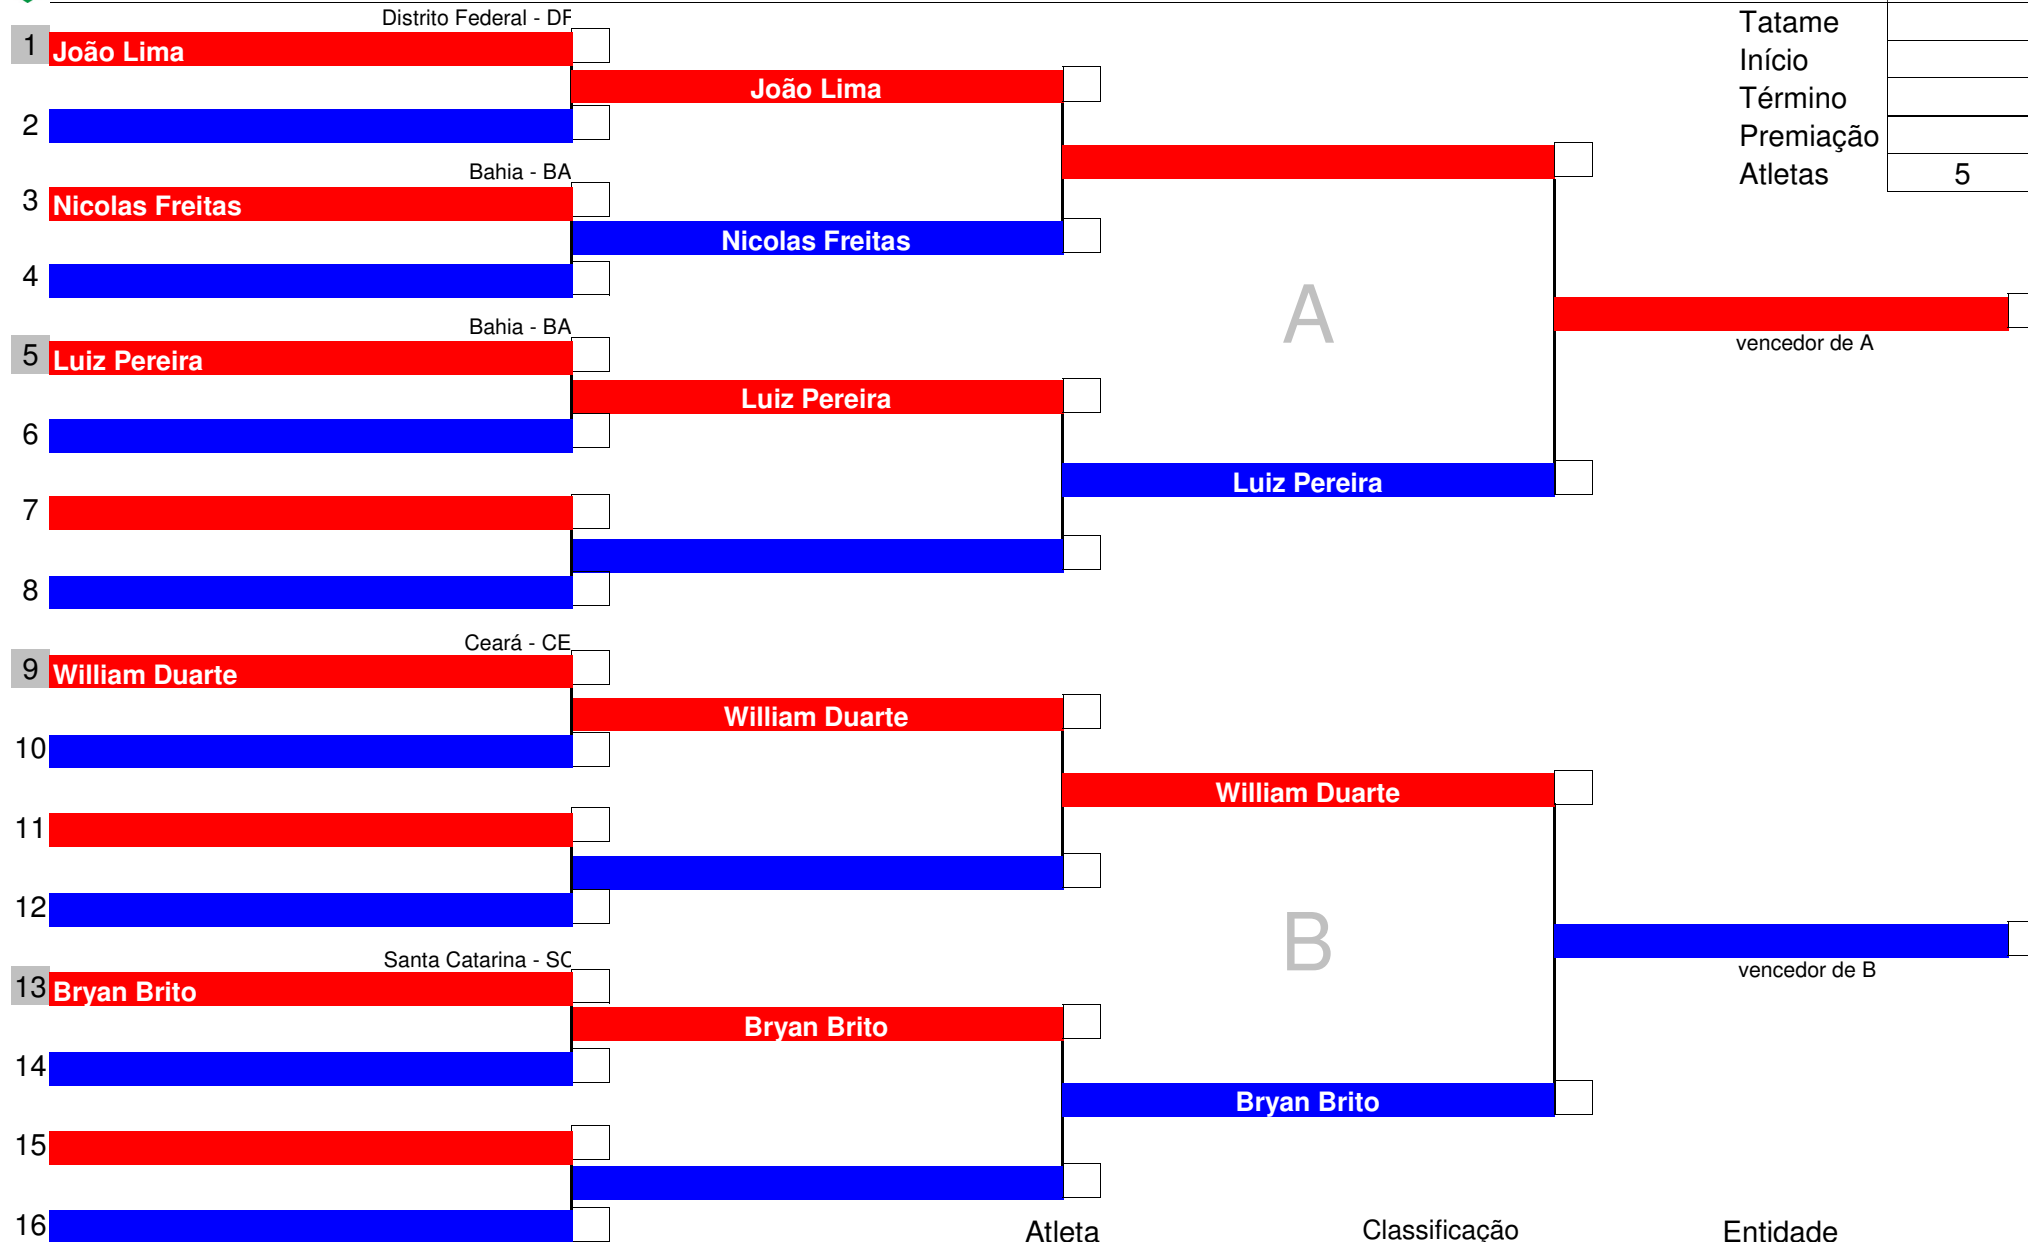 Distrito Federal - DF
1 João Lima
João Lima
2
Bahia - BA
3 Nicolas Freitas
Nicolas Freitas
4
Bahia - BA
5 Luiz Pereira
Luiz Pereira
6
Luiz Pereira
7
8
A
vencedor de A
Ceará - CE
9 William Duarte
William Duarte
10
William Duarte
11
12
Santa Catarina - SC
13 Bryan Brito
Bryan Brito
14
Bryan Brito
15
16
B
vencedor de B
Tatame
Início
Término
Premiação
Atletas 5
Atleta Classificação Entidade